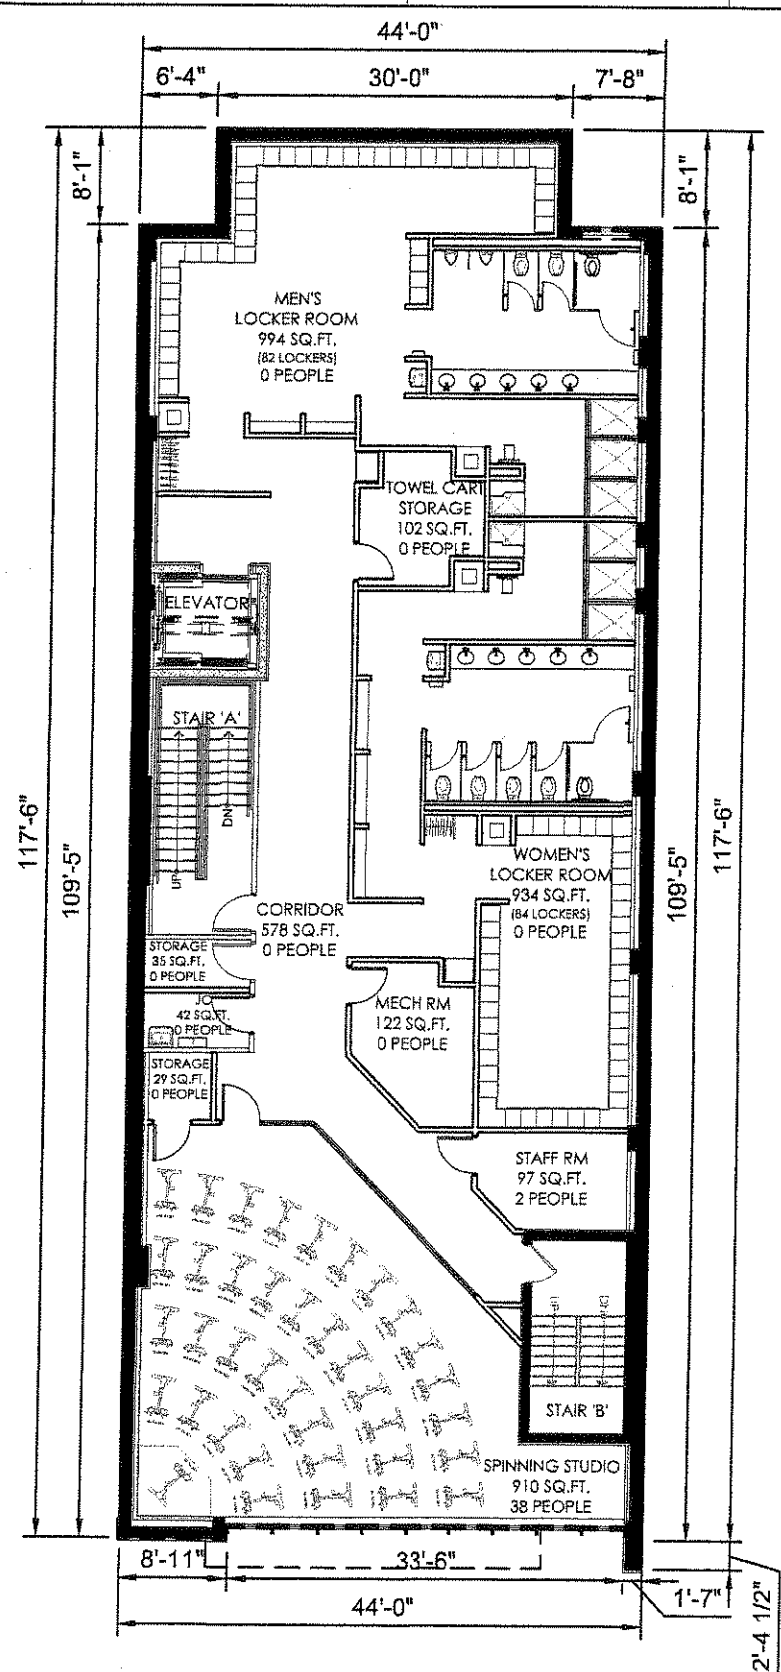 44'-0"
6'-4"
30'-0"
7'-8"
8'-1"
8'-1"
MEN'S
LOCKER ROOM
994 SQ.FT.
(82 LOCKERS)
0 PEOPLE
TOWEL CART
STORAGE
102 SQ.FT.
0 PEOPLE
ELEVATOR
STAIR 'A'
DN
UP
117'-6"
109'-5"
109'-5"
117'-6"
WOMEN'S
LOCKER ROOM
934 SQ.FT.
(84 LOCKERS)
0 PEOPLE
CORRIDOR
578 SQ.FT.
0 PEOPLE
STORAGE
35 SQ.FT.
0 PEOPLE
MECH RM
122 SQ.FT.
0 PEOPLE
42 SQ.FT.
0 PEOPLE
STORAGE
29 SQ.FT.
0 PEOPLE
STAFF RM
97 SQ.FT.
2 PEOPLE
STAIR 'B'
SPINNING STUDIO
910 SQ.FT.
38 PEOPLE
8'-11"
33'-6"
1'-7"
44'-0"
2'-4 1/2"